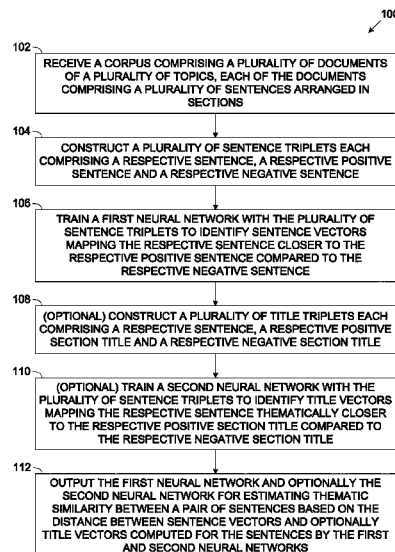 100
102
RECEIVE A CORPUS COMPRISING A PLURALITY OF DOCUMENTS
OF A PLURALITY OF TOPICS, EACH OF THE DOCUMENTS
COMPRISING A PLURALITY OF SENTENCES ARRANGED IN
SECTIONS
104
CONSTRUCT A PLURALITY OF SENTENCE TRIPLETS EACH
COMPRISING A RESPECTIVE SENTENCE, A RESPECTIVE POSITIVE
SENTENCE AND A RESPECTIVE NEGATIVE SENTENCE
106
TRAIN A FIRST NEURAL NETWORK WITH THE PLURALITY OF
SENTENCE TRIPLETS TO IDENTIFY SENTENCE VECTORS
MAPPING THE RESPECTIVE SENTENCE CLOSER TO THE
RESPECTIVE POSITIVE SENTENCE COMPARED TO THE
RESPECTIVE NEGATIVE SENTENCE
108
(OPTIONAL) CONSTRUCT A PLURALITY OF TITLE TRIPLETS EACH
COMPRISING A RESPECTIVE SENTENCE, A RESPECTIVE POSITIVE
SECTION TITLE AND A RESPECTIVE NEGATIVE SECTION TITLE
110
(OPTIONAL) TRAIN A SECOND NEURAL NETWORK WITH THE
PLURALITY OF SENTENCE TRIPLETS TO IDENTIFY TITLE VECTORS
MAPPING THE RESPECTIVE SENTENCE THEMATICALLY CLOSER
TO THE RESPECTIVE POSITIVE SECTION TITLE COMPARED TO
THE RESPECTIVE NEGATIVE SECTION TITLE
112
OUTPUT THE FIRST NEURAL NETWORK AND OPTIONALLY THE
SECOND NEURAL NETWORK FOR ESTIMATING THEMATIC
SIMILARITY BETWEEN A PAIR OF SENTENCES BASED ON THE
DISTANCE BETWEEN SENTENCE VECTORS AND OPTIONALLY
TITLE VECTORS COMPUTED FOR THE SENTENCES BY THE FIRST
AND SECOND NEURAL NETWORKS